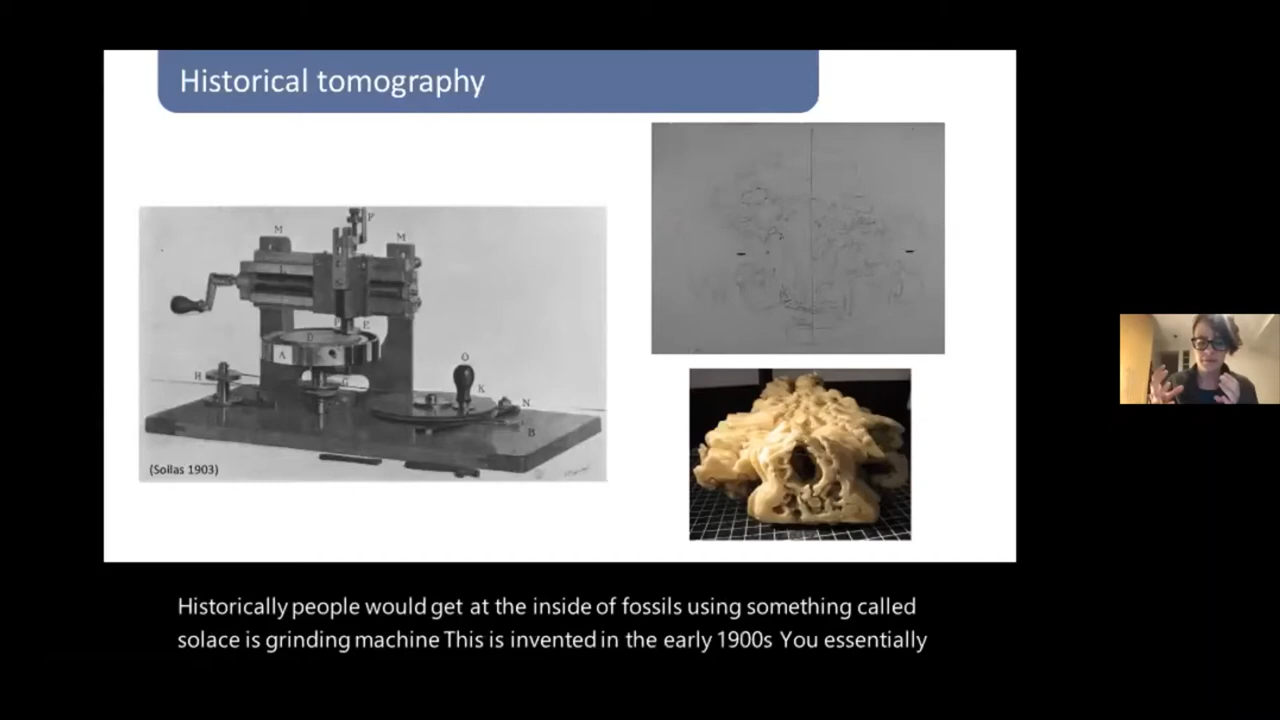 Historical tomography
M
M
P
E
D
A
H
G
O
K
N
B
(Sollas 1903)
Historically people would get at the inside of fossils using something called
solace is grinding machine This is invented in the early 1900s You essentially